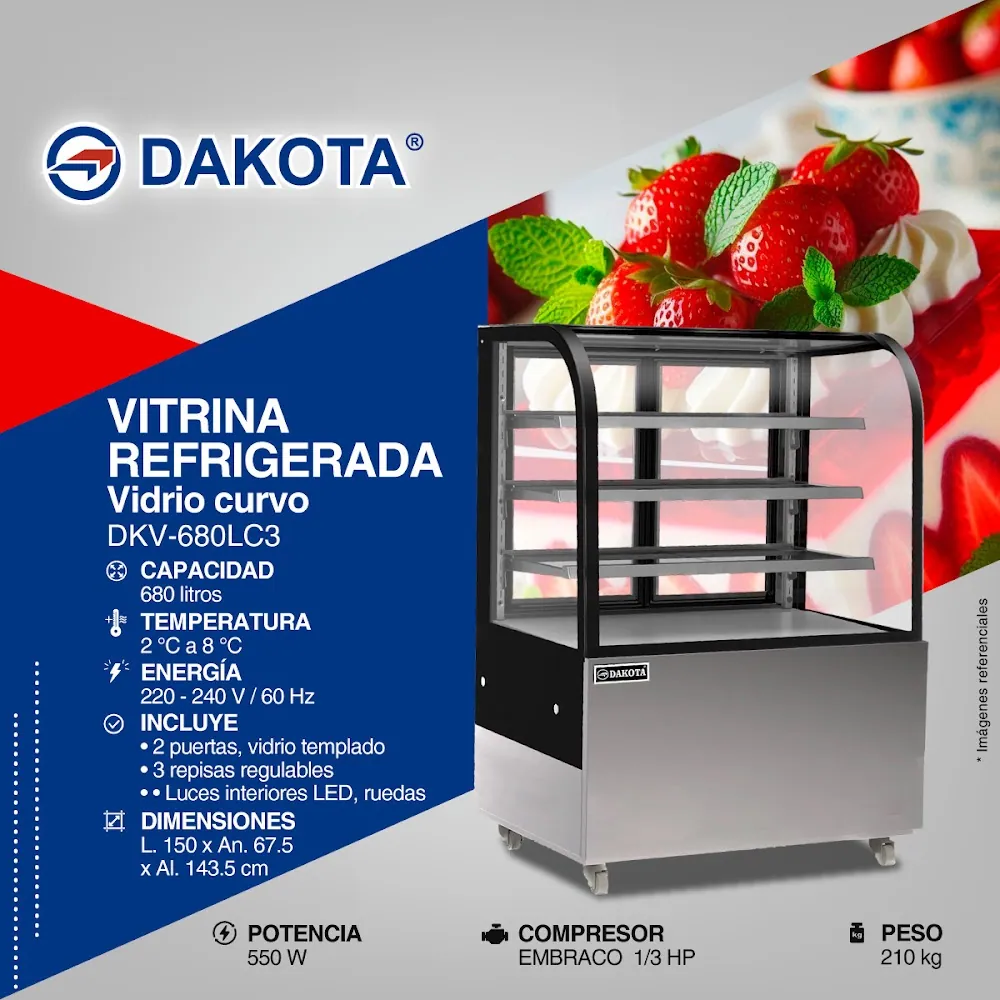 DAKOTA®
VITRINA
REFRIGERADA
Vidrio curvo
DKV-680LC3
CAPACIDAD
680 litros
TEMPERATURA
2 °C a 8 °C
ENERGÍA
220 - 240 V / 60 Hz
INCLUYE
• 2 puertas, vidrio templado
• 3 repisas regulables
• • Luces interiores LED, ruedas
DIMENSIONES
L. 150 x An. 67.5
x Al. 143.5 cm
DAKOTA
* Imágenes referenciales
POTENCIA
550 W
COMPRESOR
EMBRACO 1/3 HP
kg
PESO
210 kg